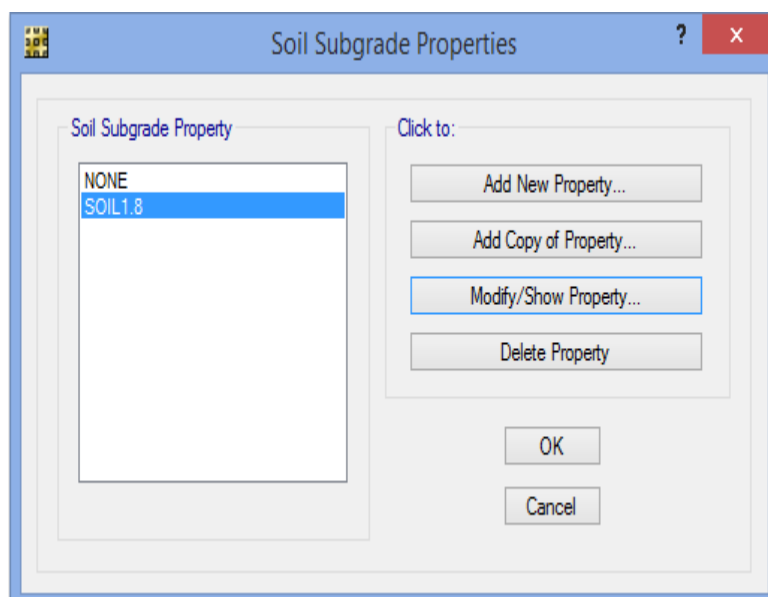 Soil Subgrade Properties
?
x
Soil Subgrade Property
NONE
SOIL1.8
Click to:
Add New Property...
Add Copy of Property...
Modify/Show Property...
Delete Property
OK
Cancel